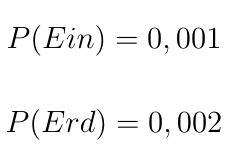 P(Ein) = 0,001
P(Erd) = 0,002